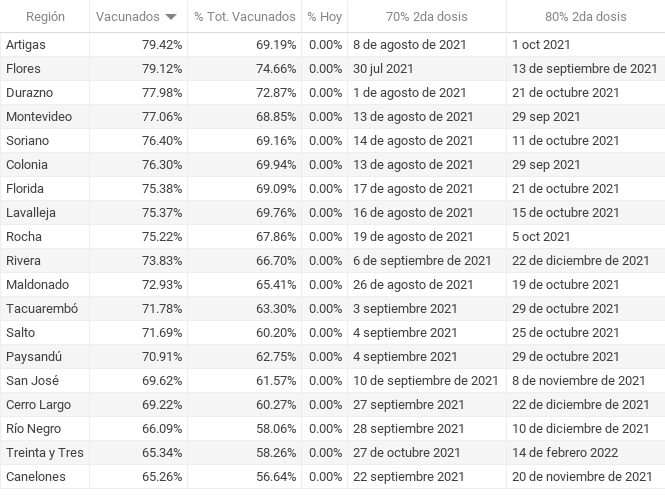 Región Vacunados % Tot. Vacunados % Hoy 70% 2da dosis 80% 2da dosis
Artigas 79.42% 69.19% 0.00% 8 de agosto de 2021 1 oct 2021
Flores 79.12% 74.66% 0.00% 30 jul 2021 13 de septiembre de 2021
Durazno 77.98% 72.87% 0.00% 1 de agosto de 2021 21 de octubre de 2021
Montevideo 77.06% 68.85% 0.00% 13 de agosto de 2021 29 sep 2021
Soriano 76.40% 69.16% 0.00% 14 de agosto de 2021 11 de octubre de 2021
Colonia 76.30% 69.94% 0.00% 13 de agosto de 2021 29 sep 2021
Florida 75.38% 69.09% 0.00% 17 de agosto de 2021 21 de octubre de 2021
Lavalleja 75.37% 69.76% 0.00% 16 de agosto de 2021 15 de octubre de 2021
Rocha 75.22% 67.86% 0.00% 19 de agosto de 2021 5 oct 2021
Rivera 73.83% 66.70% 0.00% 6 de septiembre de 2021 22 de diciembre de 2021
Maldonado 72.93% 65.41% 0.00% 26 de agosto de 2021 19 de octubre de 2021
Tacuarembó 71.78% 63.30% 0.00% 3 septiembre 2021 29 de octubre de 2021
Salto 71.69% 60.20% 0.00% 4 septiembre 2021 25 de octubre de 2021
Paysandú 70.91% 62.75% 0.00% 4 septiembre 2021 29 de octubre de 2021
San José 69.62% 61.57% 0.00% 10 de septiembre de 2021 8 de noviembre de 2021
Cerro Largo 69.22% 60.27% 0.00% 27 septiembre 2021 22 de diciembre de 2021
Río Negro 66.09% 58.06% 0.00% 28 septiembre 2021 10 de diciembre de 2021
Treinta y Tres 65.34% 58.26% 0.00% 27 de octubre de 2021 14 de febrero 2022
Canelones 65.26% 56.64% 0.00% 22 septiembre 2021 20 de noviembre de 2021